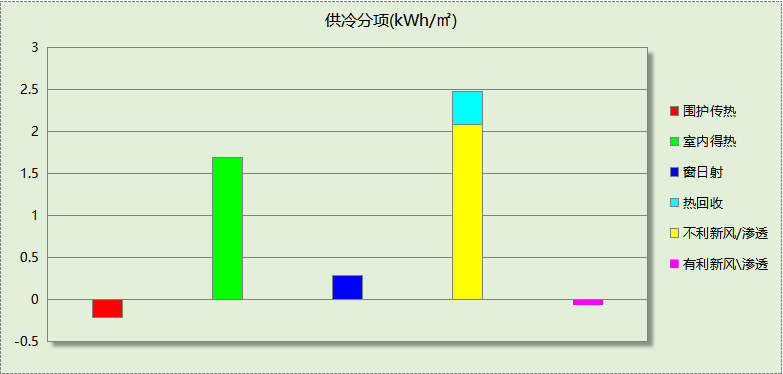 供冷分项(kWh/㎡)
3
2.5
2
1.5
1
0.5
0
-0.5
围护传热
室内得热
窗日射
热回收
不利新风/渗透
有利新风\渗透